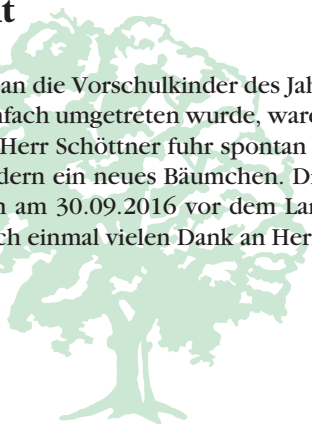 t
an die Vorschulkinder des Jah
nfach umgetreten wurde, ware
Herr Schöttner fuhr spontan
dern ein neues Bäumchen. Di
n am 30.09.2016 vor dem Lan
ch einmal vielen Dank an Her